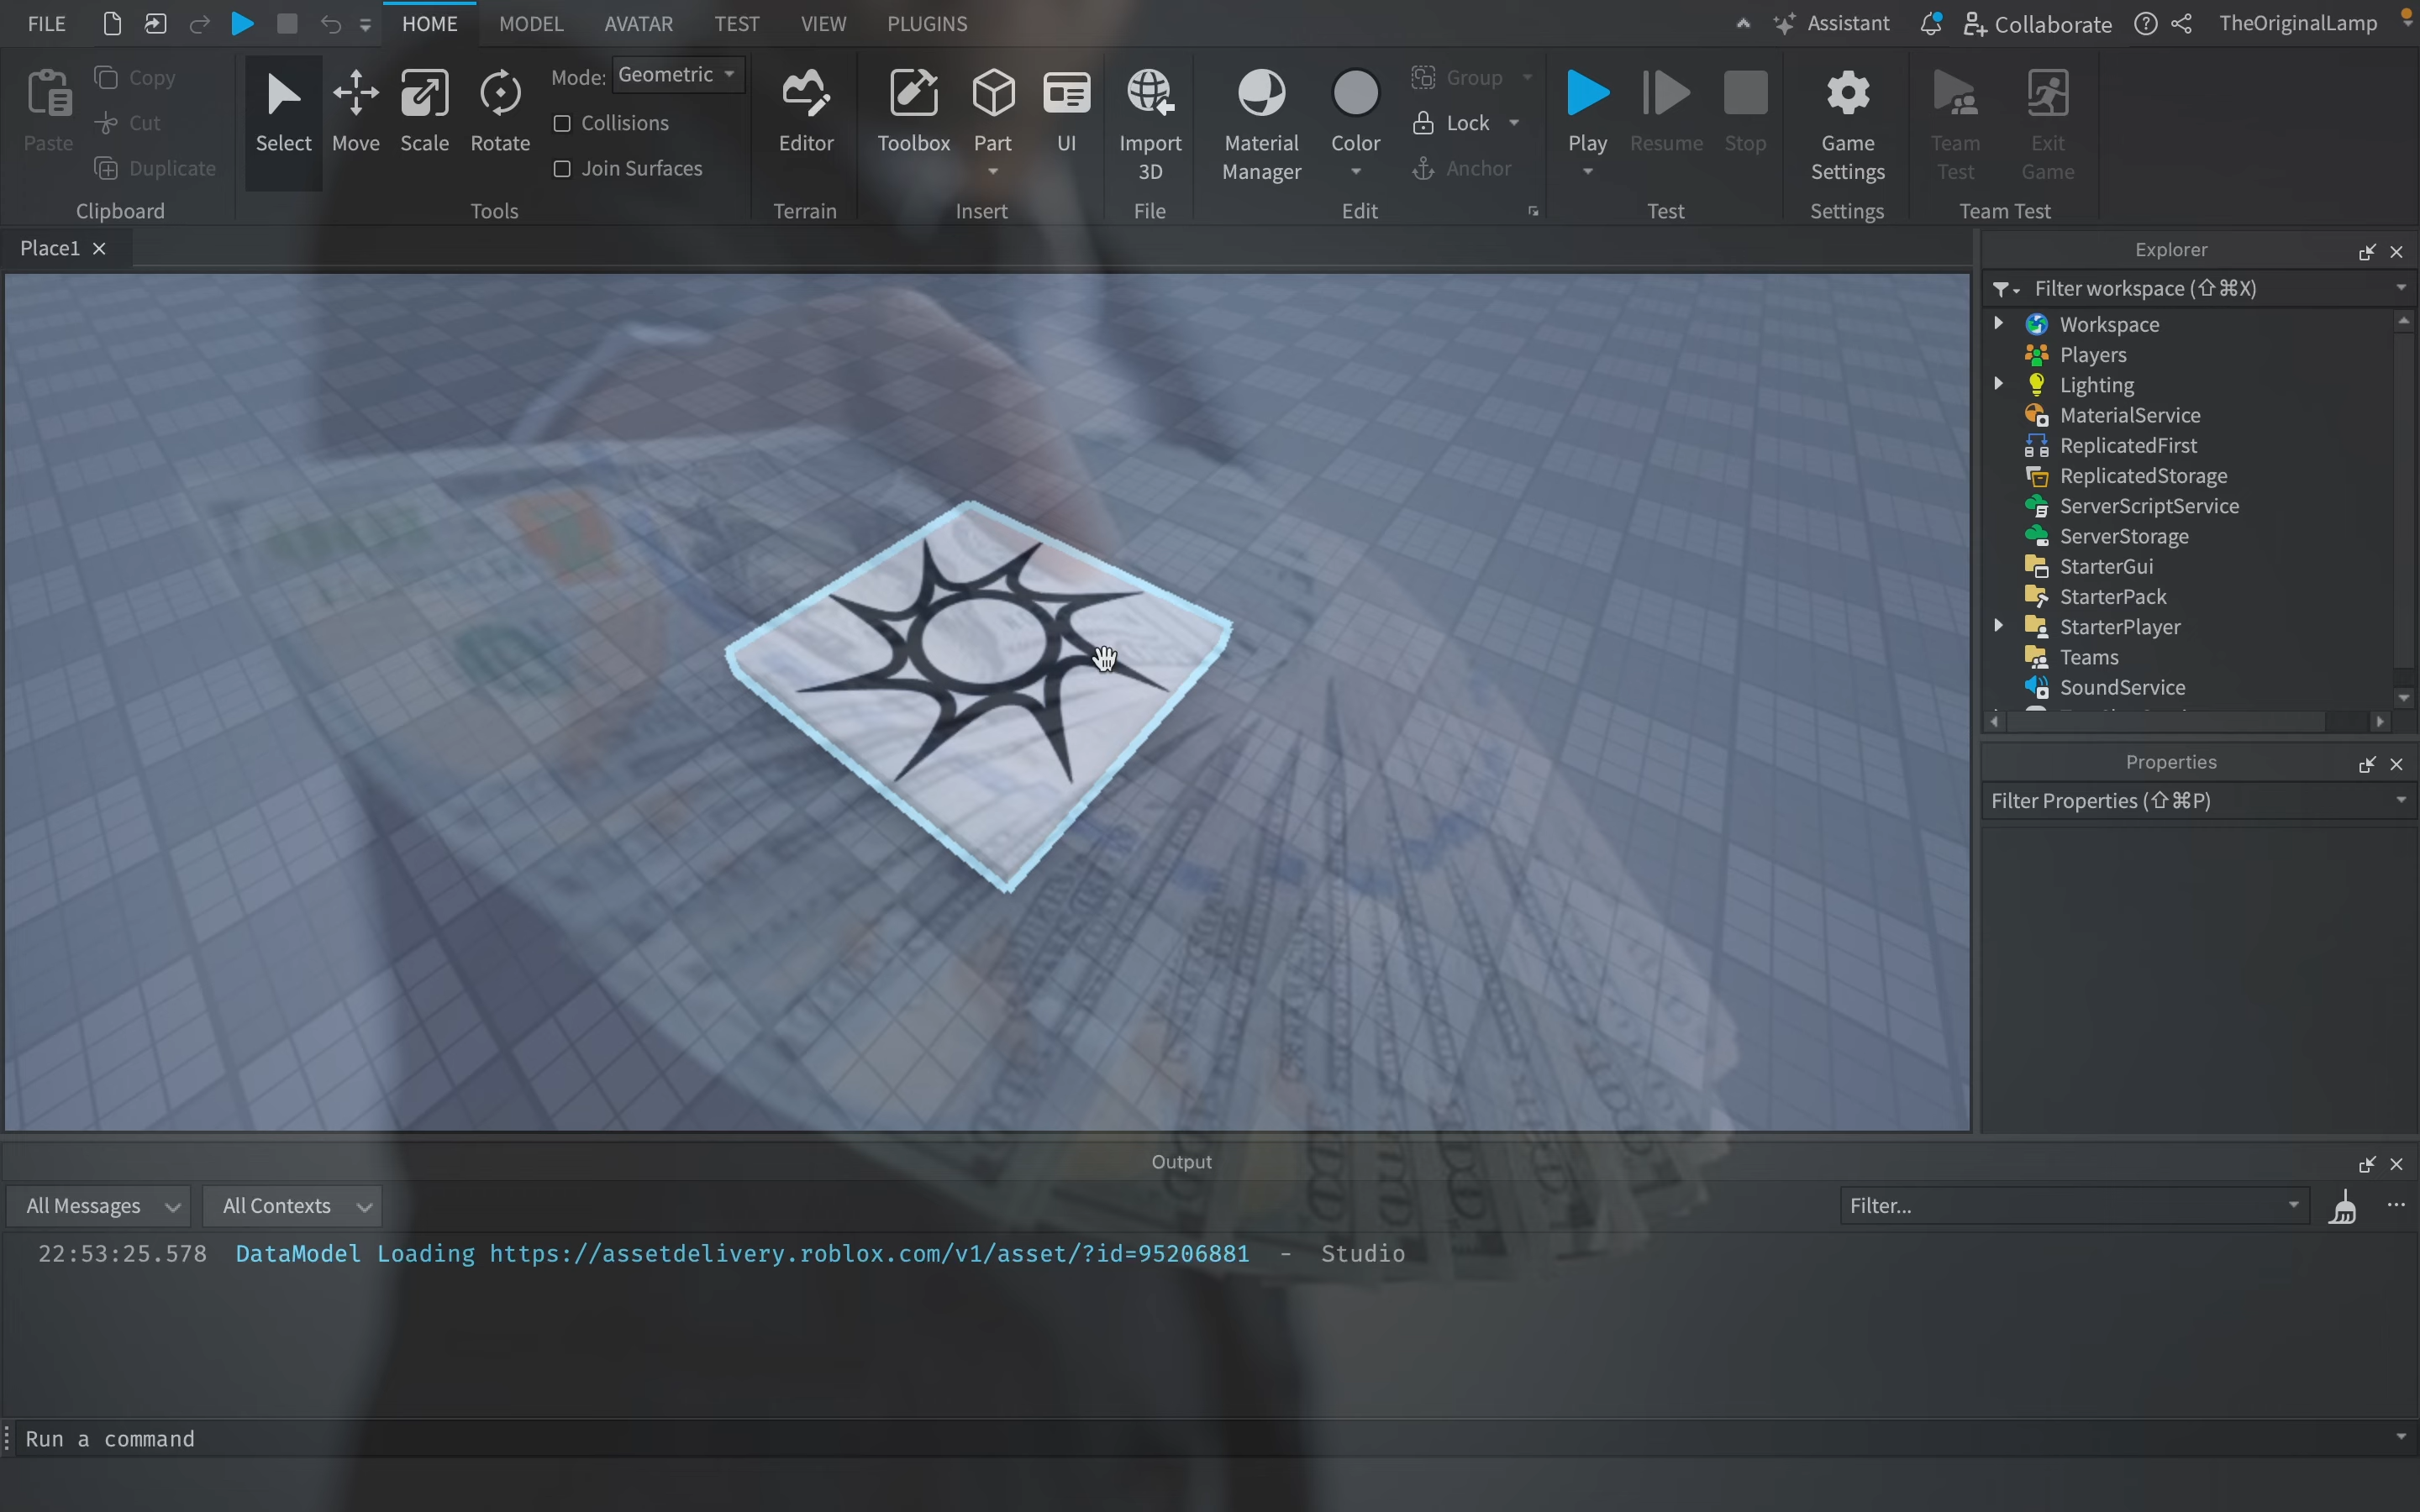 FILE HOME MODEL AVATAR TEST VIEW PLUGINS Assistant Collaborate TheOriginalLamp
Paste Copy Cut Duplicate
Clipboard
Select Move Scale Rotate
Mode: Geometric
Collisions
Join Surfaces
Tools
Editor
Terrain
Toolbox Part UI
Insert
Import
3D
File
Material
Manager
Color
Group
Lock
Anchor
Edit
Play Resume Stop
Test
Game
Settings
Settings
Team
Test
Exit
Game
Team Test
Place1
Explorer
Filter workspace (⇧⌘X)
Workspace
Players
Lighting
MaterialService
ReplicatedFirst
ReplicatedStorage
ServerScriptService
ServerStorage
StarterGui
StarterPack
StarterPlayer
Teams
SoundService
Properties
Filter Properties (⇧⌘P)
Output
All Messages All Contexts Filter...
22:53:25.578 DataModel Loading https://assetdelivery.roblox.com/v1/asset/?id=95206881 - Studio
Run a command